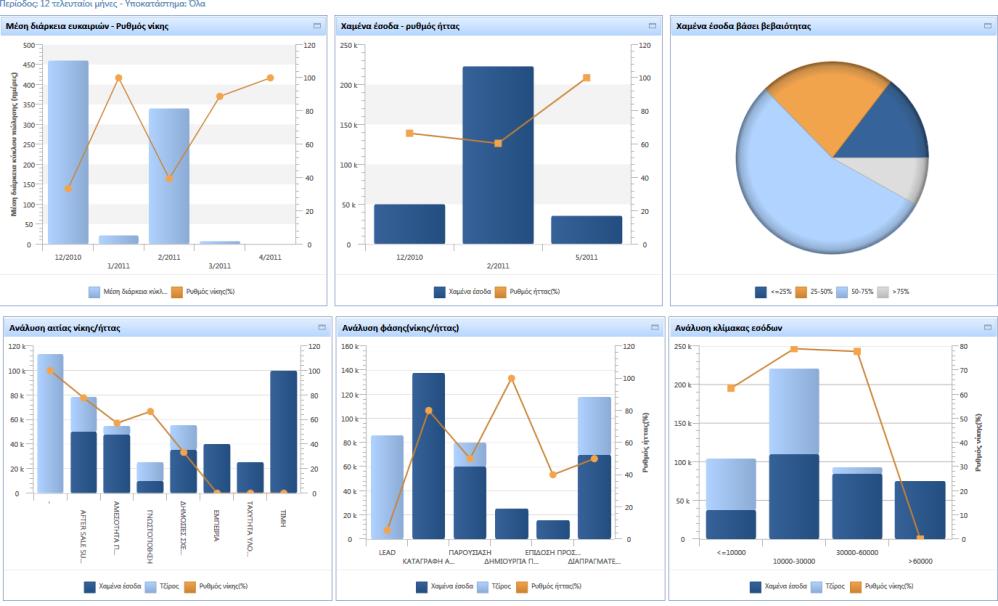 Περίοδος: 12 τελευταίοι μήνες - Υποκατάστημα: Όλα
Μέση διάρκεια ευκαιριών - Ρυθμός νίκης
Μέση διάρκεια κύκλου πώλησης (ημέρες)
500
450
400
350
300
250
200
150
100
50
0
120
100
80
60
40
20
0
12/2010
1/2011
2/2011
3/2011
4/2011
Μέση διάρκεια κύκλ...
Ρυθμός νίκης(%)
Χαμένα έσοδα - ρυθμός ήττας
250 k
200 k
150 k
100 k
50 k
0
120
100
80
60
40
20
0
12/2010
2/2011
5/2011
Χαμένα έσοδα
Ρυθμός ήττας(%)
Χαμένα έσοδα βάσει βεβαιότητας
<=25%
25-50%
50-75%
>75%
Ανάλυση αιτίας νίκης/ήττας
120 k
100 k
80 k
60 k
40 k
20 k
0
120
100
80
60
40
20
0
-
AFTER SALE SU...
ΑΜΕΣΟΤΗΤΑ Π...
ΓΝΩΣΤΟΠΟΙΗΣΗ
ΔΗΜΟΣΙΕΣ ΣΧΕ...
ΕΜΠΕΙΡΙΑ
ΤΑΧΥΤΗΤΑ ΥΛΟ...
ΤΙΜΗ
Χαμένα έσοδα
Τζίρος
Ρυθμός νίκης(%)
Ανάλυση φάσης(νίκης/ήττας)
160 k
140 k
120 k
100 k
80 k
60 k
40 k
20 k
0
120
100
80
60
40
20
0
Ρυθμός ήττας(%)
LEAD
ΚΑΤΑΓΡΑΦΗ Α...
ΠΑΡΟΥΣΙΑΣΗ
ΔΗΜΙΟΥΡΓΙΑ Π...
ΕΠΙΔΟΣΗ ΠΡΟΣ...
ΔΙΑΠΡΑΓΜΑΤΕ...
Χαμένα έσοδα
Τζίρος
Ρυθμός ήττας(%)
Ανάλυση κλίμακας εσόδων
250 k
200 k
150 k
100 k
50 k
0
80
70
60
50
40
30
20
10
0
Ρυθμός νίκης(%)
<=10000
10000-30000
30000-60000
>60000
Χαμένα έσοδα
Τζίρος
Ρυθμός νίκης(%)